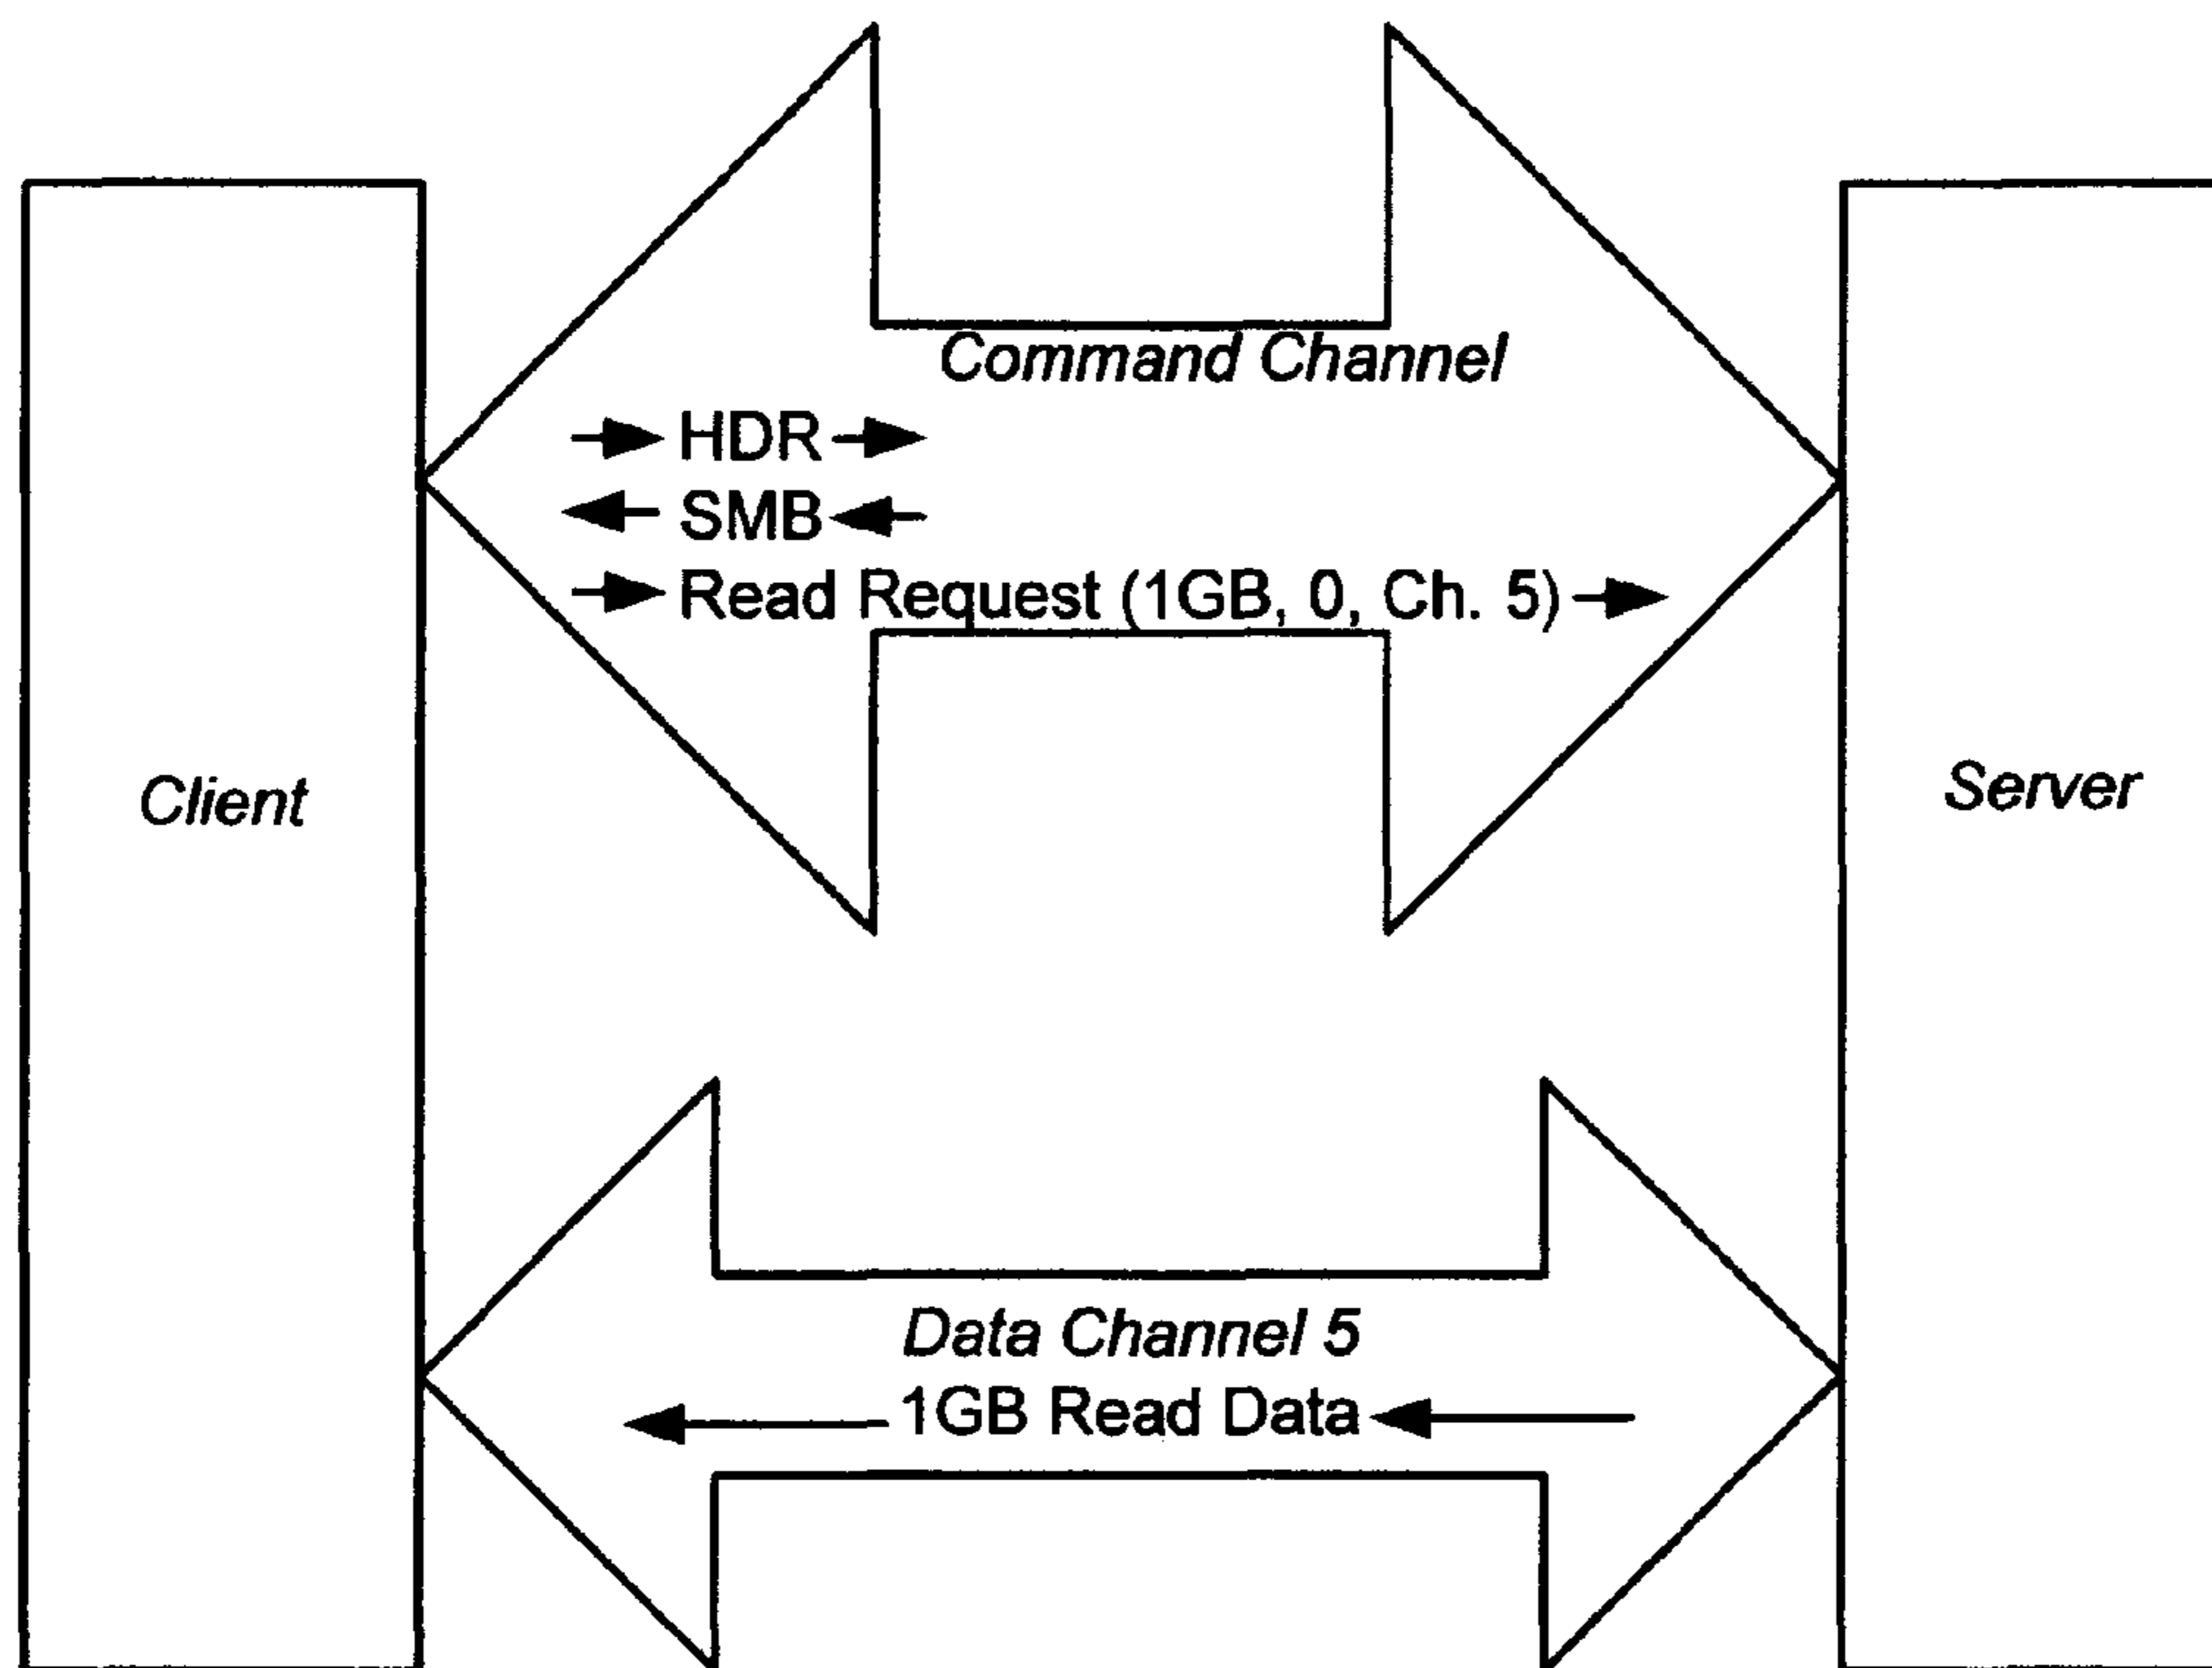 Command Channel
HDR
SMB
Read Request (1GB, 0, Ch. 5)
Client
Server
Data Channel 5
1GB Read Data